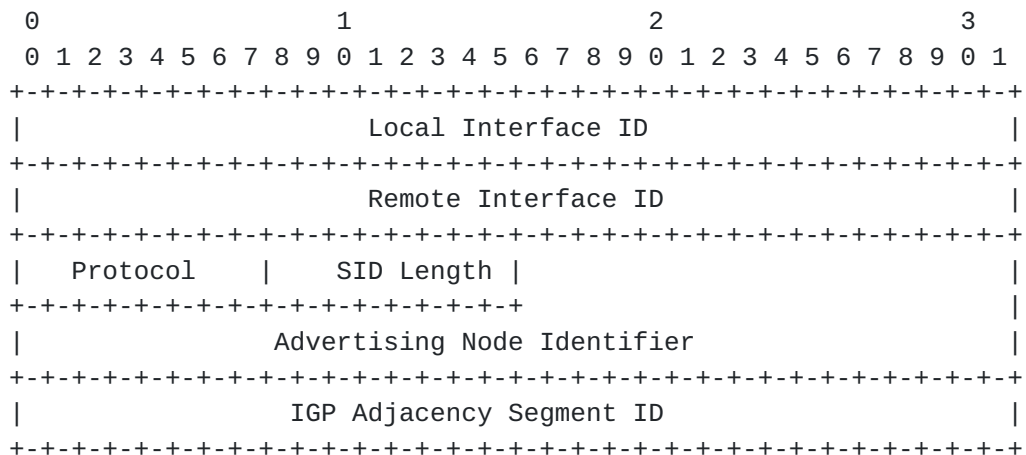 0                   1                   2                   3
 0 1 2 3 4 5 6 7 8 9 0 1 2 3 4 5 6 7 8 9 0 1 2 3 4 5 6 7 8 9 0 1
+-+-+-+-+-+-+-+-+-+-+-+-+-+-+-+-+-+-+-+-+-+-+-+-+-+-+-+-+-+-+-+-+
|                      Local Interface ID                       |
+-+-+-+-+-+-+-+-+-+-+-+-+-+-+-+-+-+-+-+-+-+-+-+-+-+-+-+-+-+-+-+-+
|                      Remote Interface ID                      |
+-+-+-+-+-+-+-+-+-+-+-+-+-+-+-+-+-+-+-+-+-+-+-+-+-+-+-+-+-+-+-+-+
|   Protocol    |    SID Length |                               |
+-+-+-+-+-+-+-+-+-+-+-+-+-+-+-+-+                               |
|                Advertising Node Identifier                    |
+-+-+-+-+-+-+-+-+-+-+-+-+-+-+-+-+-+-+-+-+-+-+-+-+-+-+-+-+-+-+-+-+
|                 IGP Adjacency Segment ID                      |
+-+-+-+-+-+-+-+-+-+-+-+-+-+-+-+-+-+-+-+-+-+-+-+-+-+-+-+-+-+-+-+-+